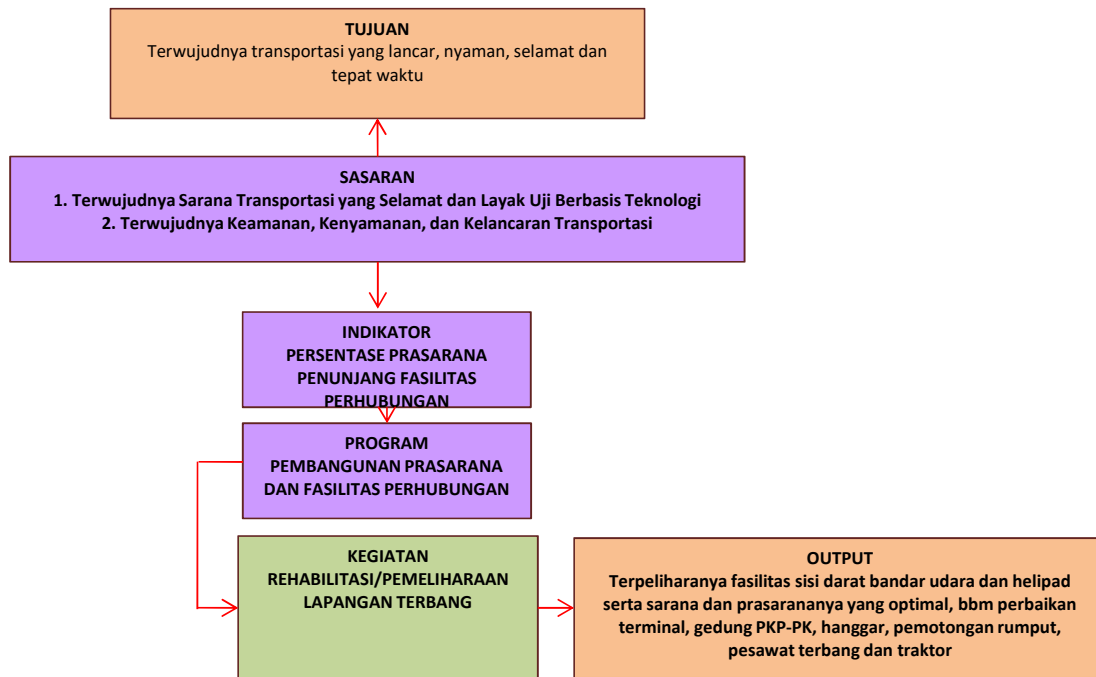 TUJUAN
Terwujudnya transportasi yang lancar, nyaman, selamat dan
tepat waktu
SASARAN
1. Terwujudnya Sarana Transportasi yang Selamat dan Layak Uji Berbasis Teknologi
2. Terwujudnya Keamanan, Kenyamanan, dan Kelancaran Transportasi
INDIKATOR
PERSENTASE PRASARANA
PENUNJANG FASILITAS
PERHUBUNGAN
PROGRAM
PEMBANGUNAN PRASARANA
DAN FASILITAS PERHUBUNGAN
KEGIATAN
REHABILITASI/PEMELIHARAAN
LAPANGAN TERBANG
OUTPUT
Terpeliharanya fasilitas sisi darat bandar udara dan helipad
serta sarana dan prasarananya yang optimal, bbm perbaikan
terminal, gedung PKP-PK, hanggar, pemotongan rumput,
pesawat terbang dan traktor